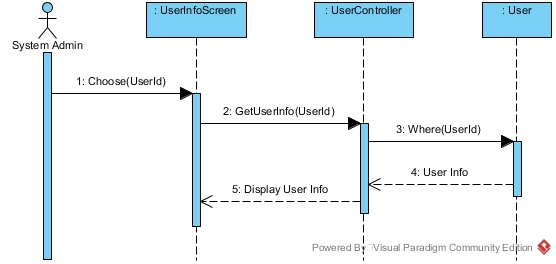 : UserInfoScreen
: UserController
: User
System Admin
1: Choose(UserId)
2: GetUserInfo(UserId)
3: Where(UserId)
4: User Info
5: Display User Info
Powered By Visual Paradigm Community Edition